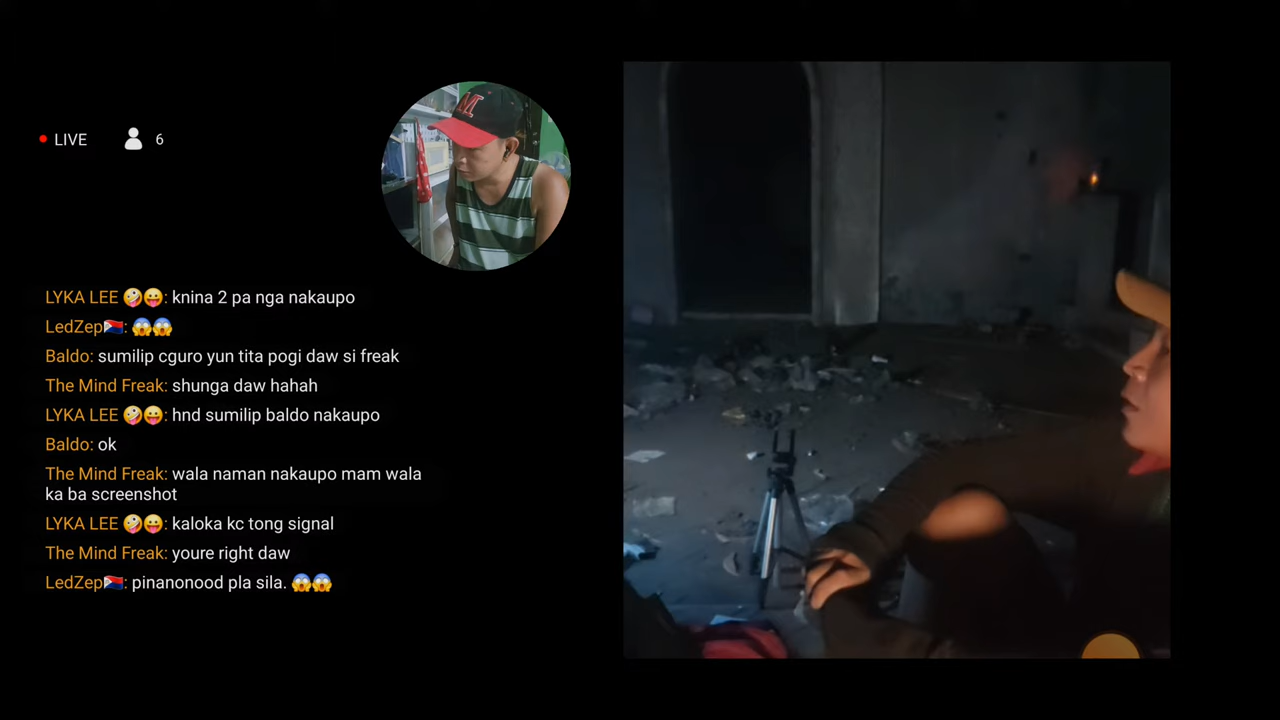 LIVE 6
M
LYKA LEE 🤪😜: knina 2 pa nga nakaupo
LedZep🇵🇭: 😱😱
Baldo: sumilip cguro yun tita pogi daw si freak
The Mind Freak: shunga daw hahah
LYKA LEE 🤪😜: hnd sumilip baldo nakaupo
Baldo: ok
The Mind Freak: wala naman nakaupo mam wala
ka ba screenshot
LYKA LEE 🤪😜: kaloka kc tong signal
The Mind Freak: youre right daw
LedZep🇵🇭: pinanonood pla sila. 😱😱